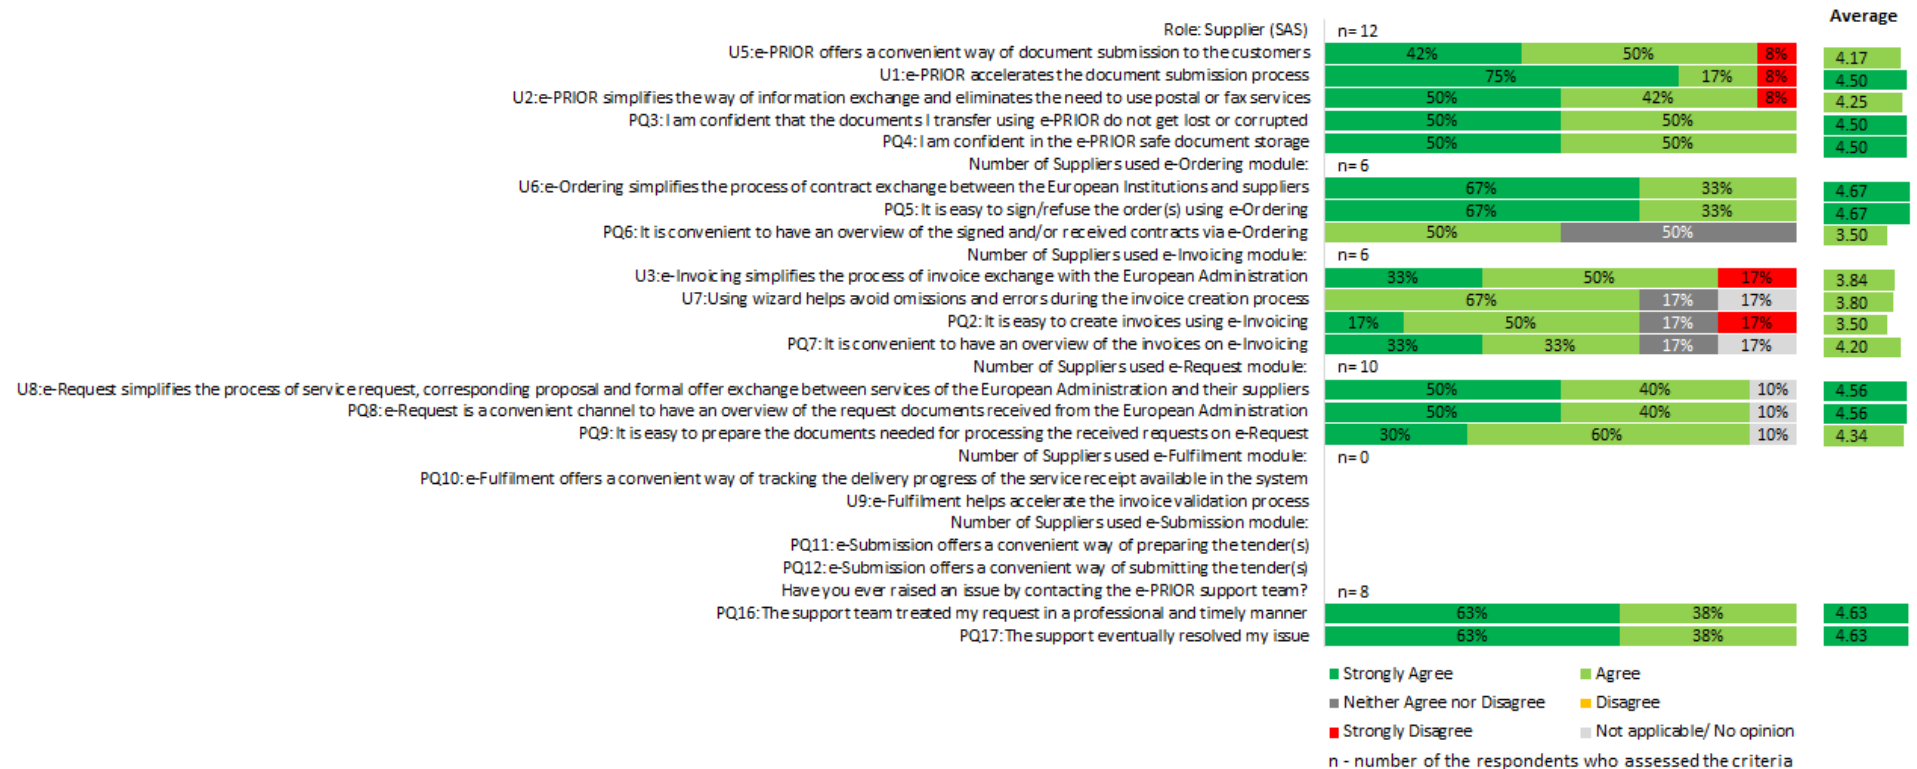 Average
Role: Supplier (SAS) n= 12
U5:e-PRIOR offers a convenient way of document submission to the customers 42% 50% 8% 4.17
U1:e-PRIOR accelerates the document submission process 75% 17% 8% 4.50
U2:e-PRIOR simplifies the way of information exchange and eliminates the need to use postal or fax services 50% 42% 8% 4.25
PQ3: I am confident that the documents I transfer using e-PRIOR do not get lost or corrupted 50% 50% 4.50
PQ4: I am confident in the e-PRIOR safe document storage 50% 50% 4.50
Number of Suppliers used e-Ordering module: n= 6
U6:e-Ordering simplifies the process of contract exchange between the European Institutions and suppliers 67% 33% 4.67
PQ5: It is easy to sign/refuse the order(s) using e-Ordering 67% 33% 4.67
PQ6: It is convenient to have an overview of the signed and/or received contracts via e-Ordering 50% 50% 3.50
Number of Suppliers used e-Invoicing module: n= 6
U3:e-Invoicing simplifies the process of invoice exchange with the European Administration 33% 50% 17% 3.84
U7:Using wizard helps avoid omissions and errors during the invoice creation process 67% 17% 17% 3.80
PQ2: It is easy to create invoices using e-Invoicing 17% 50% 17% 17% 3.50
PQ7: It is convenient to have an overview of the invoices on e-Invoicing 33% 33% 17% 17% 4.20
Number of Suppliers used e-Request module: n= 10
U8:e-Request simplifies the process of service request, corresponding proposal and formal offer exchange between services of the European Administration and their suppliers 50% 40% 10% 4.56
PQ8: e-Request is a convenient channel to have an overview of the request documents received from the European Administration 50% 40% 10% 4.56
PQ9: It is easy to prepare the documents needed for processing the received requests on e-Request 30% 60% 10% 4.34
Number of Suppliers used e-Fulfilment module: n= 0
PQ10: e-Fulfilment offers a convenient way of tracking the delivery progress of the service receipt available in the system
U9:e-Fulfilment helps accelerate the invoice validation process
Number of Suppliers used e-Submission module:
PQ11: e-Submission offers a convenient way of preparing the tender(s)
PQ12: e-Submission offers a convenient way of submitting the tender(s)
Have you ever raised an issue by contacting the e-PRIOR support team? n= 8
PQ16: The support team treated my request in a professional and timely manner 63% 38% 4.63
PQ17: The support eventually resolved my issue 63% 38% 4.63
Strongly Agree Agree
Neither Agree nor Disagree Disagree
Strongly Disagree Not applicable/ No opinion
n - number of the respondents who assessed the criteria